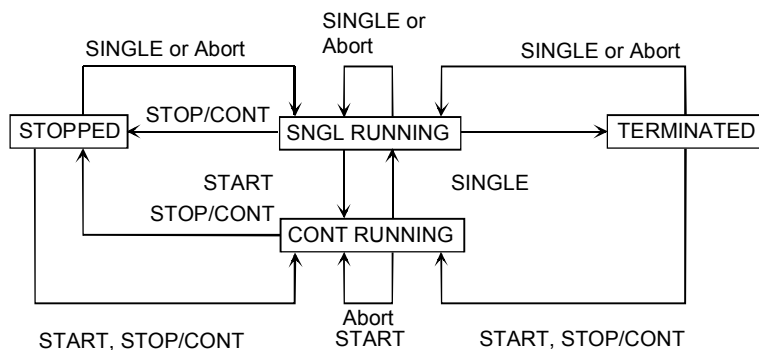 SINGLE or
Abort
SINGLE or Abort
SINGLE or Abort
STOP/CONT
STOPPED
SNGL RUNNING
TERMINATED
START
SINGLE
STOP/CONT
CONT RUNNING
Abort
START, STOP/CONT
START
START, STOP/CONT